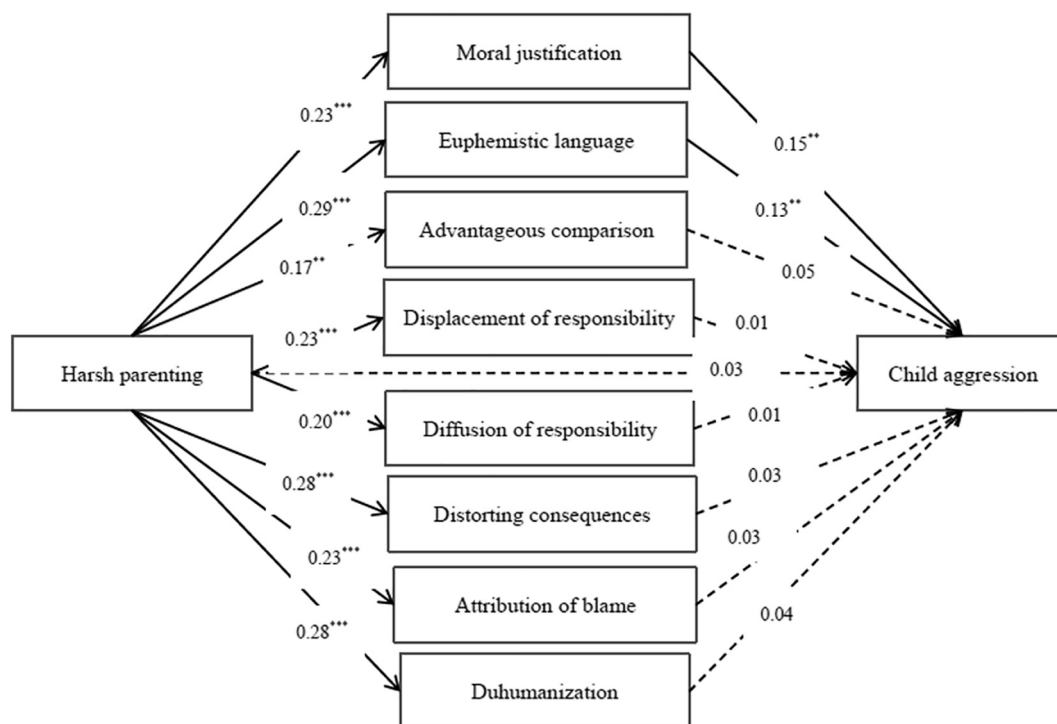 Moral justification
0.23***
0.15**
Euphemistic language
0.29***
0.13**
Advantageous comparison
0.17**
0.05
Displacement of responsibility
0.23***
0.01
Harsh parenting
0.03
Child aggression
0.20***
Diffusion of responsibility
0.01
0.28***
Distorting consequences
0.03
0.23***
Attribution of blame
0.03
0.28***
Duhumanization
0.04